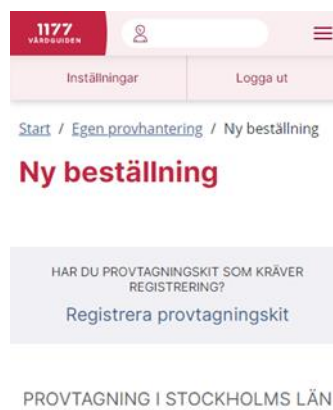 1177
VÅRDGUIDEN
Inställningar
Logga ut
Start / Egen provhantering / Ny beställning
Ny beställning
HAR DU PROVTAGNINGSKIT SOM KRÄVER
REGISTRERING?
Registrera provtagningskit
PROVTAGNING I STOCKHOLMS LÄN